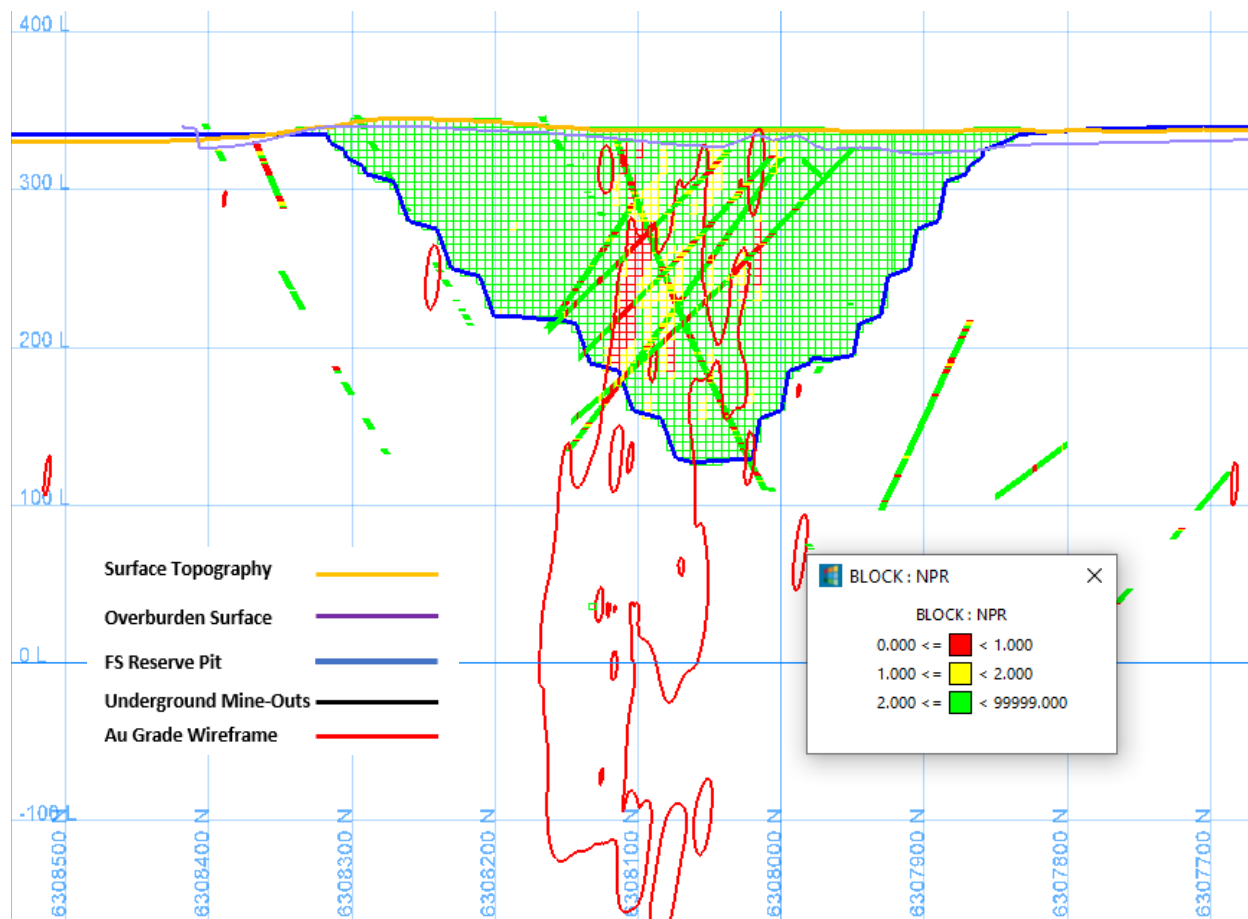 400 L
300 L
200 L
100 L
0 L
-100 L
Surface Topography
Overburden Surface
FS Reserve Pit
Underground Mine-Outs
Au Grade Wireframe
BLOCK : NPR
BLOCK : NPR
0.000 <= < 1.000
1.000 <= < 2.000
2.000 <= < 99999.000
6308500 N
6308400 N
6308300 N
6308200 N
6308100 N
6308000 N
6307900 N
6307800 N
6307700 N